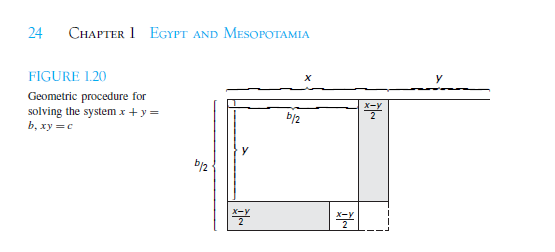 24 CHAPTER 1 EGYPT AND MESOPOTAMIA
FIGURE 1.20
Geometric procedure for
solving the system x + y =
b, xy = c
x y
b/2
x−y
2
y
b/2
x−y
2
x−y
2